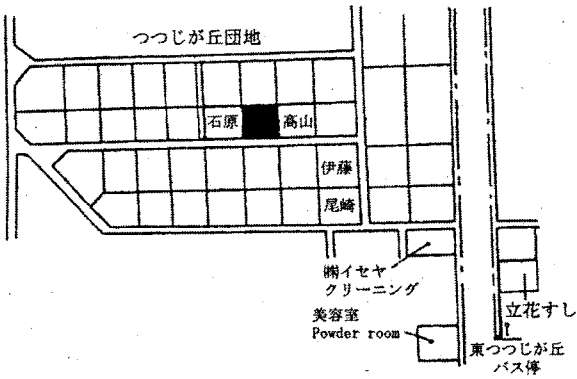 つつじが丘団地
石原
高山
伊藤
尾崎
㈱イセヤ
クリーニング
美容室
Powder room
立花すし
東つつじが丘
バス停